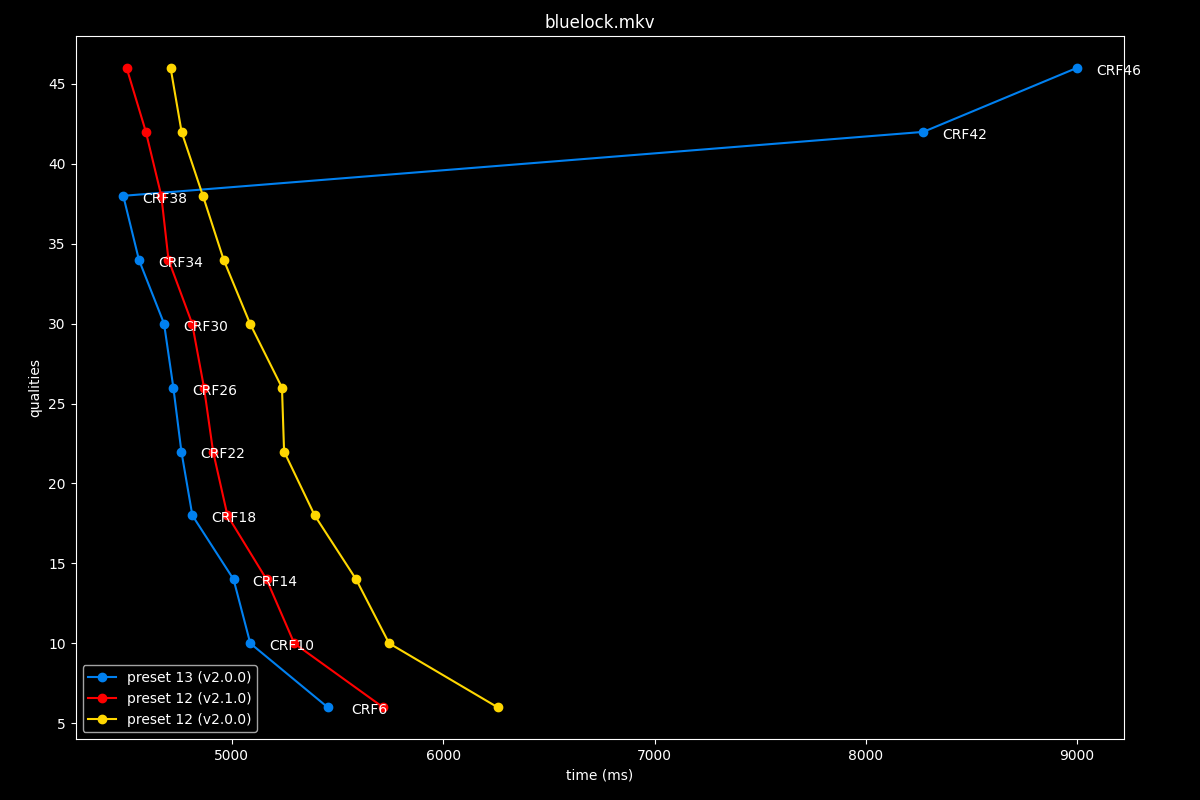 bluelock.mkv
45
40
35
30
25
20
15
10
5
qualities
CRF46
CRF42
CRF38
CRF34
CRF30
CRF26
CRF22
CRF18
CRF14
CRF10
CRF6
preset 13 (v2.0.0)
preset 12 (v2.1.0)
preset 12 (v2.0.0)
5000 6000 7000 8000 9000
time (ms)